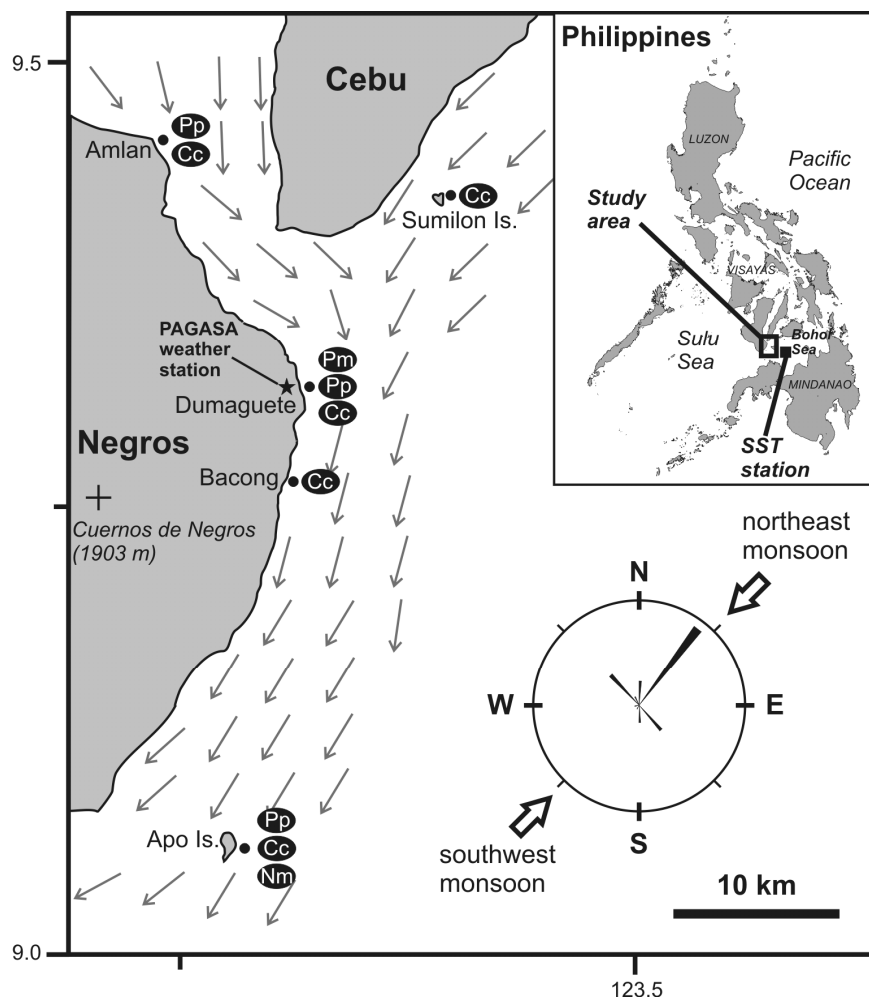 9.5
Cebu
Amlan
Pp
Cc
Cc
Sumilon Is.
PAGASA
weather
station
Pm
Pp
Cc
Dumaguete
Negros
Bacong
Cc
Cuernos de Negros
(1903 m)
Apo Is.
Pp
Cc
Nm
9.0
123.5
Philippines
LUZON
Pacific
Ocean
Study
area
VISAYAS
Sulu
Sea
Bohol
Sea
MINDANAO
SST
station
northeast
monsoon
N
W
E
S
southwest
monsoon
10 km